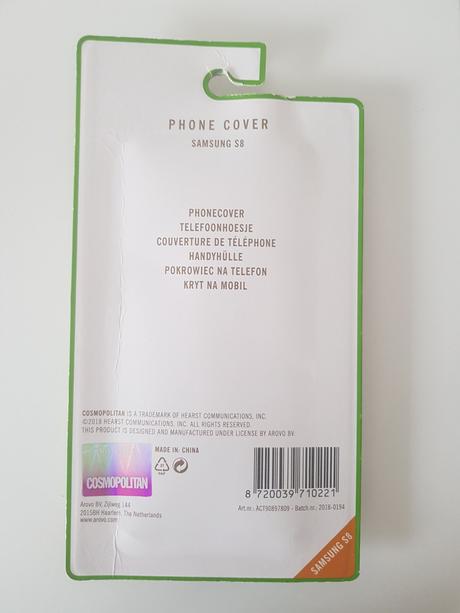 PHONE COVER
SAMSUNG S8
PHONECOVER
TELEFOONHOESJE
COUVERTURE DE TÉLÉPHONE
HANDYHÜLLE
POKROWIEC NA TELEFON
KRYT NA MOBIL
COSMOPOLITAN IS A TRADEMARK OF HEARST COMMUNICATIONS, INC.
©2018 HEARST COMMUNICATIONS, INC. ALL RIGHTS RESERVED.
THIS PRODUCT IS DESIGNED AND MANUFACTURED UNDER LICENSE BY AROVO BV.
MADE IN: CHINA
COSMOPOLITAN
Arovo BV, Zijlweg 144
2015BH Haarlem, The Netherlands
www.arovo.com
8 720039 710221
Art.nr.: ACT90897809 - Batch nr.: 2018-0194
SAMSUNG S8